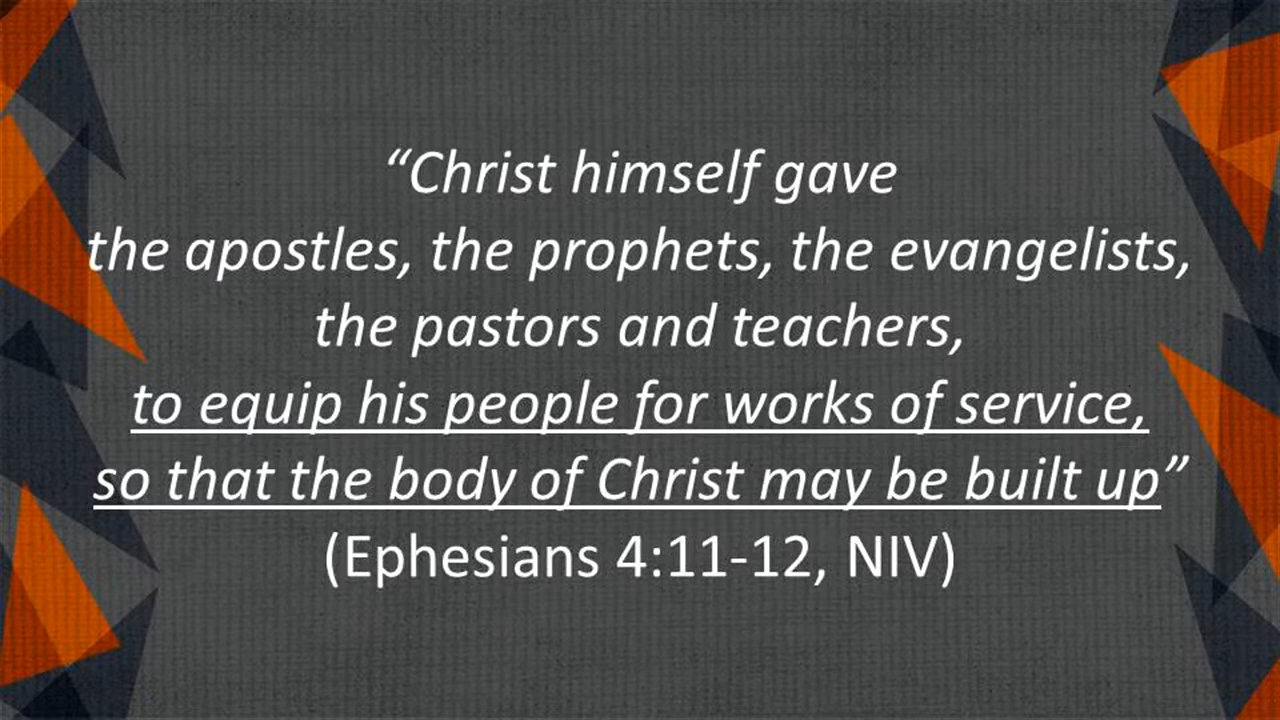 “Christ himself gave
the apostles, the prophets, the evangelists,
the pastors and teachers,
to equip his people for works of service,
so that the body of Christ may be built up”
(Ephesians 4:11-12, NIV)